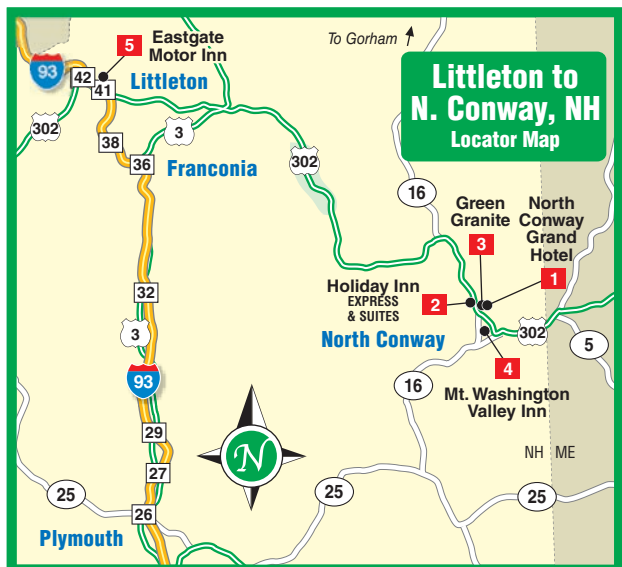 To Gorham
Littleton to
N. Conway, NH
Locator Map
5
Eastgate
Motor Inn
Littleton
93
42
41
302
38
3
36
Franconia
302
16
Green
Granite
North
Conway
Grand
Hotel
3
1
Holiday Inn
EXPRESS
& SUITES
2
North Conway
302
5
4
Mt. Washington
Valley Inn
16
32
3
93
29
27
26
25
Plymouth
N
25
25
NH
ME